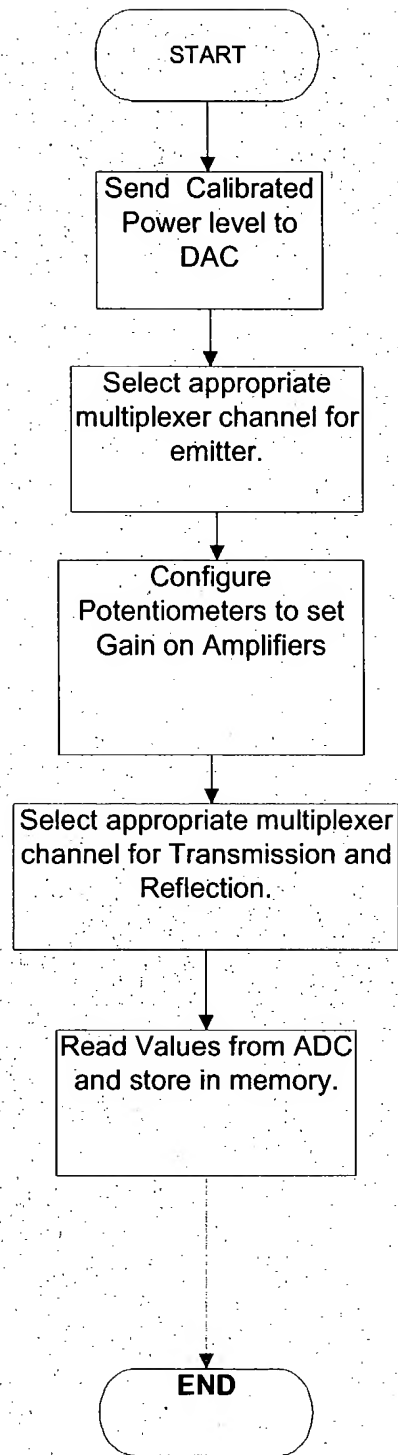 START
Send Calibrated
Power level to
DAC
Select appropriate
multiplexer channel for
emitter.
Configure
Potentiometers to set
Gain on Amplifiers
Select appropriate multiplexer
channel for Transmission and
Reflection.
Read Values from ADC
and store in memory.
END